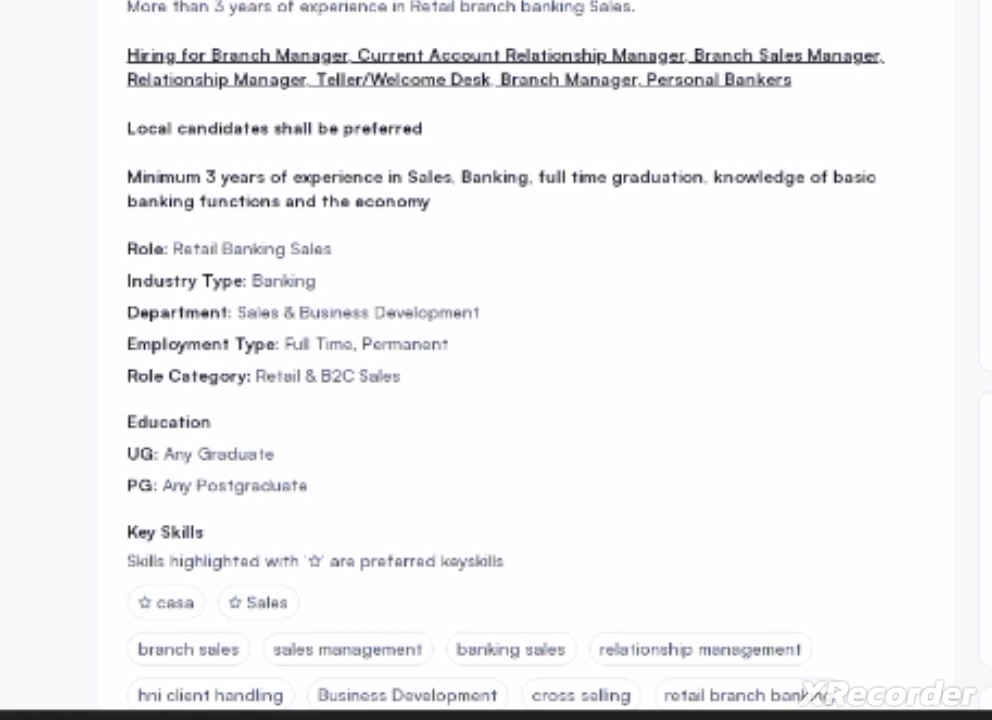 More than 3 years of experience in Retail branch banking Sales.
Hiring for Branch Manager, Current Account Relationship Manager, Branch Sales Manager,
Relationship Manager, Teller/Welcome Desk, Branch Manager, Personal Bankers
Local candidates shall be preferred
Minimum 3 years of experience in Sales, Banking, full time graduation, knowledge of basic
banking functions and the economy
Role: Retail Banking Sales
Industry Type: Banking
Department: Sales & Business Development
Employment Type: Full Time, Permanent
Role Category: Retail & B2C Sales
Education
UG: Any Graduate
PG: Any Postgraduate
Key Skills
Skills highlighted with '☆' are preferred keyskills
☆ casa ☆ Sales
branch sales sales management banking sales relationship management
hni client handling Business Development cross selling retail branch banking
XRecorder